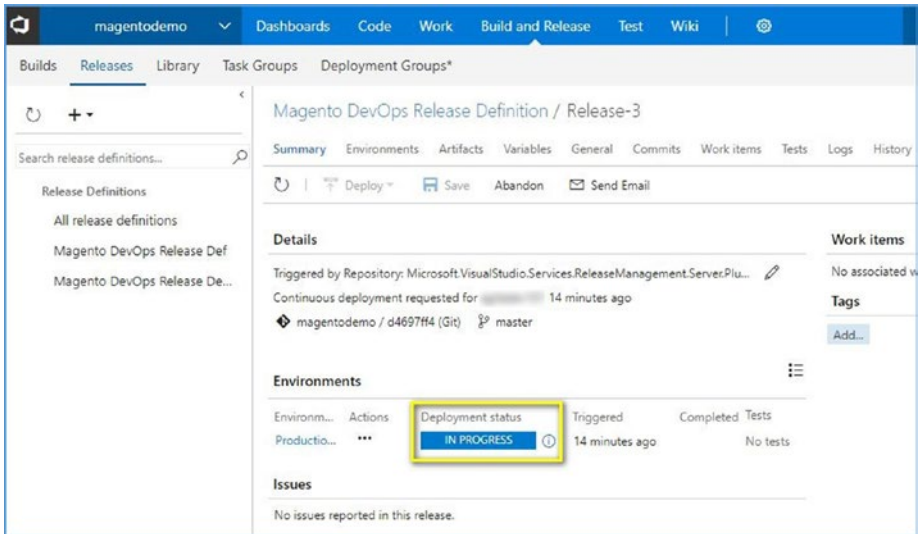 magentodemo Dashboards Code Work Build and Release Test Wiki
Builds Releases Library Task Groups Deployment Groups*
Magento DevOps Release Definition / Release-3
Search release definitions...
Summary Environments Artifacts Variables General Commits Work items Tests Logs History
Deploy Save Abandon Send Email
Release Definitions
All release definitions
Magento DevOps Release Def
Magento DevOps Release De...
Details
Triggered by Repository: Microsoft.VisualStudio.Services.ReleaseManagement.Server.Plu...
Continuous deployment requested for 14 minutes ago
magentodemo / d4697ff4 (Git) master
Work items
No associated
Tags
Add...
Environments
Environm... Actions Deployment status Triggered Completed Tests
Productio... ••• IN PROGRESS 14 minutes ago No tests
Issues
No issues reported in this release.